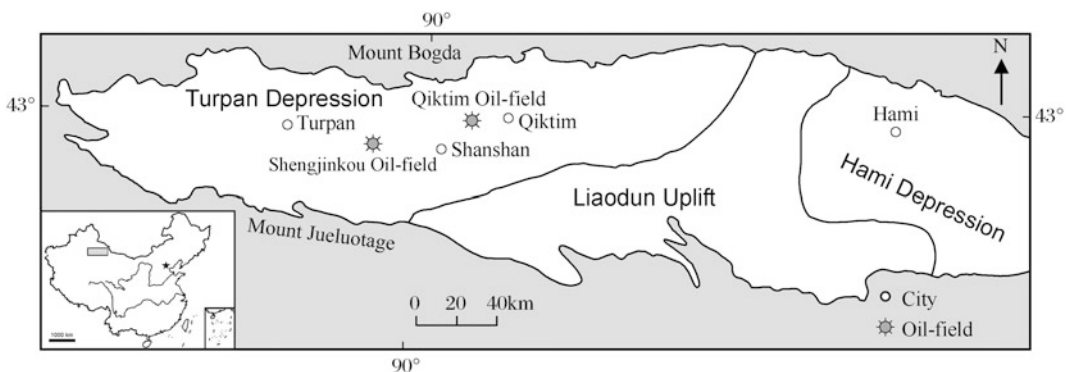 90°
Mount Bogda
N
43°
Turpan Depression
Qiktim Oil-field
43°
Hami
Turpan
Qiktim
Shanshan
Shengjinkou Oil-field
Hami Depression
Liaodun Uplift
Mount Jueluotage
0 20 40km
City
1000 km
Oil-field
90°